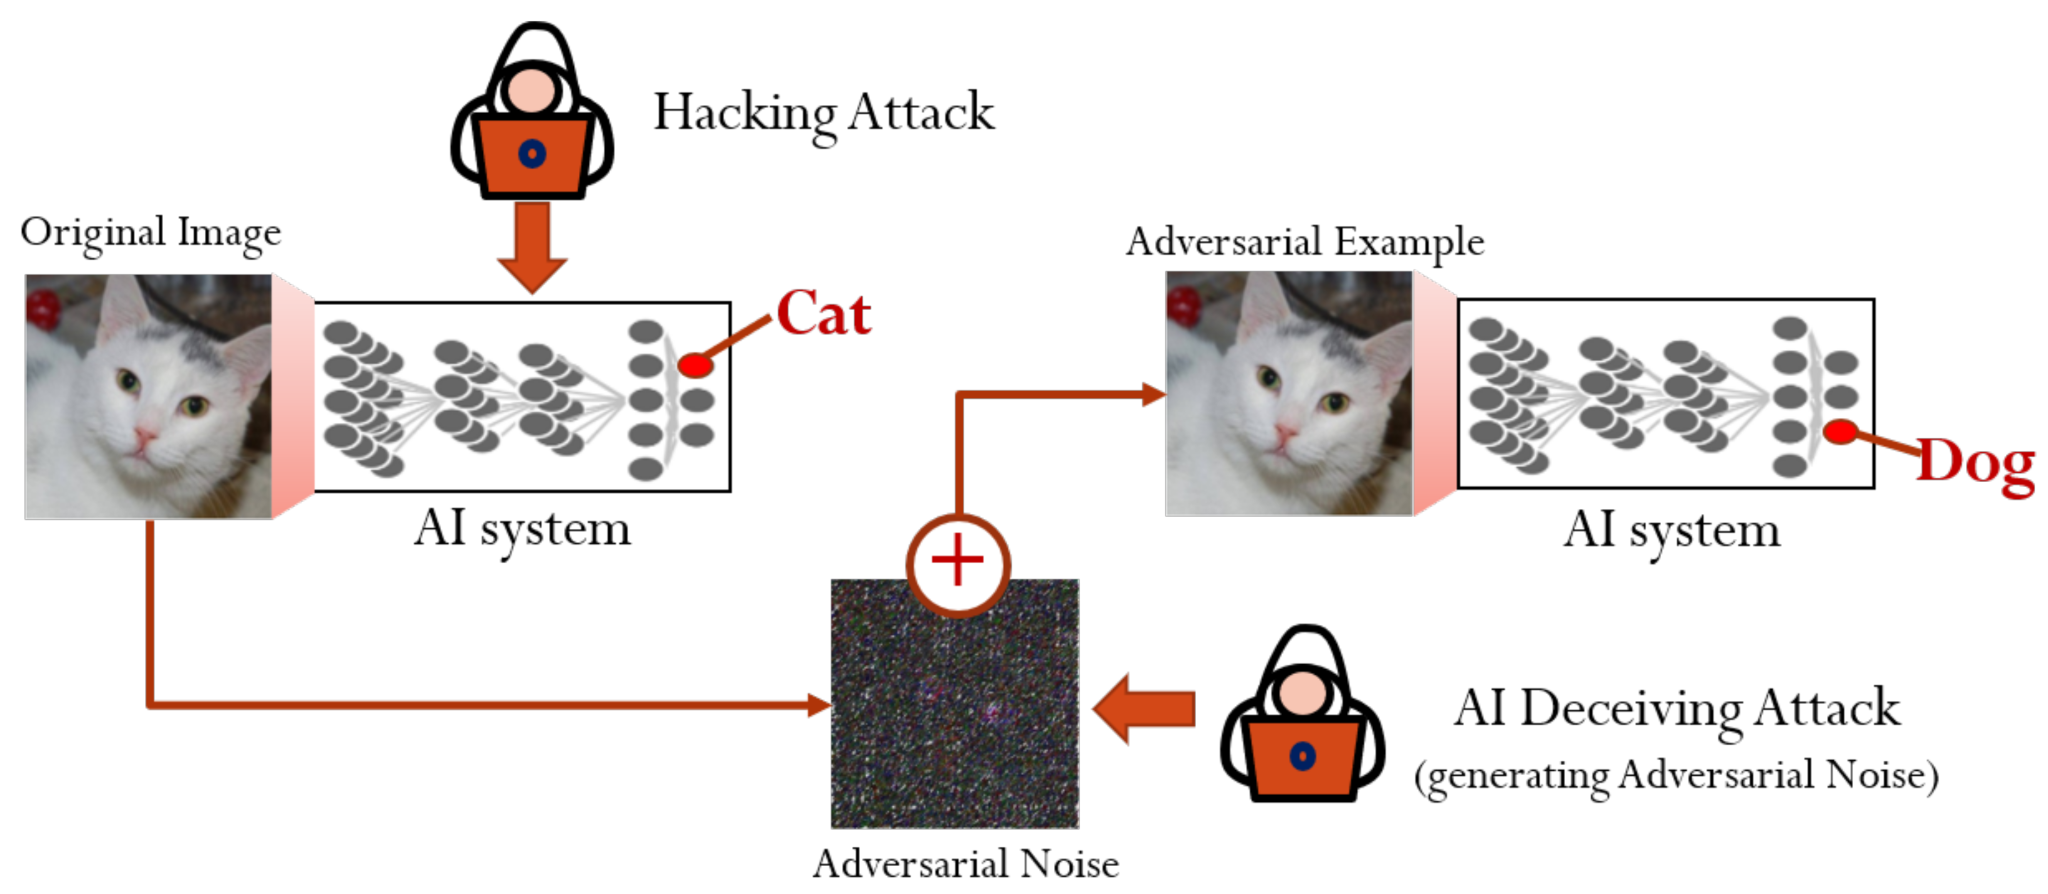 Hacking Attack
Original Image
Cat
AI system
Adversarial Example
Dog
AI system
AI Deceiving Attack
(generating Adversarial Noise)
Adversarial Noise